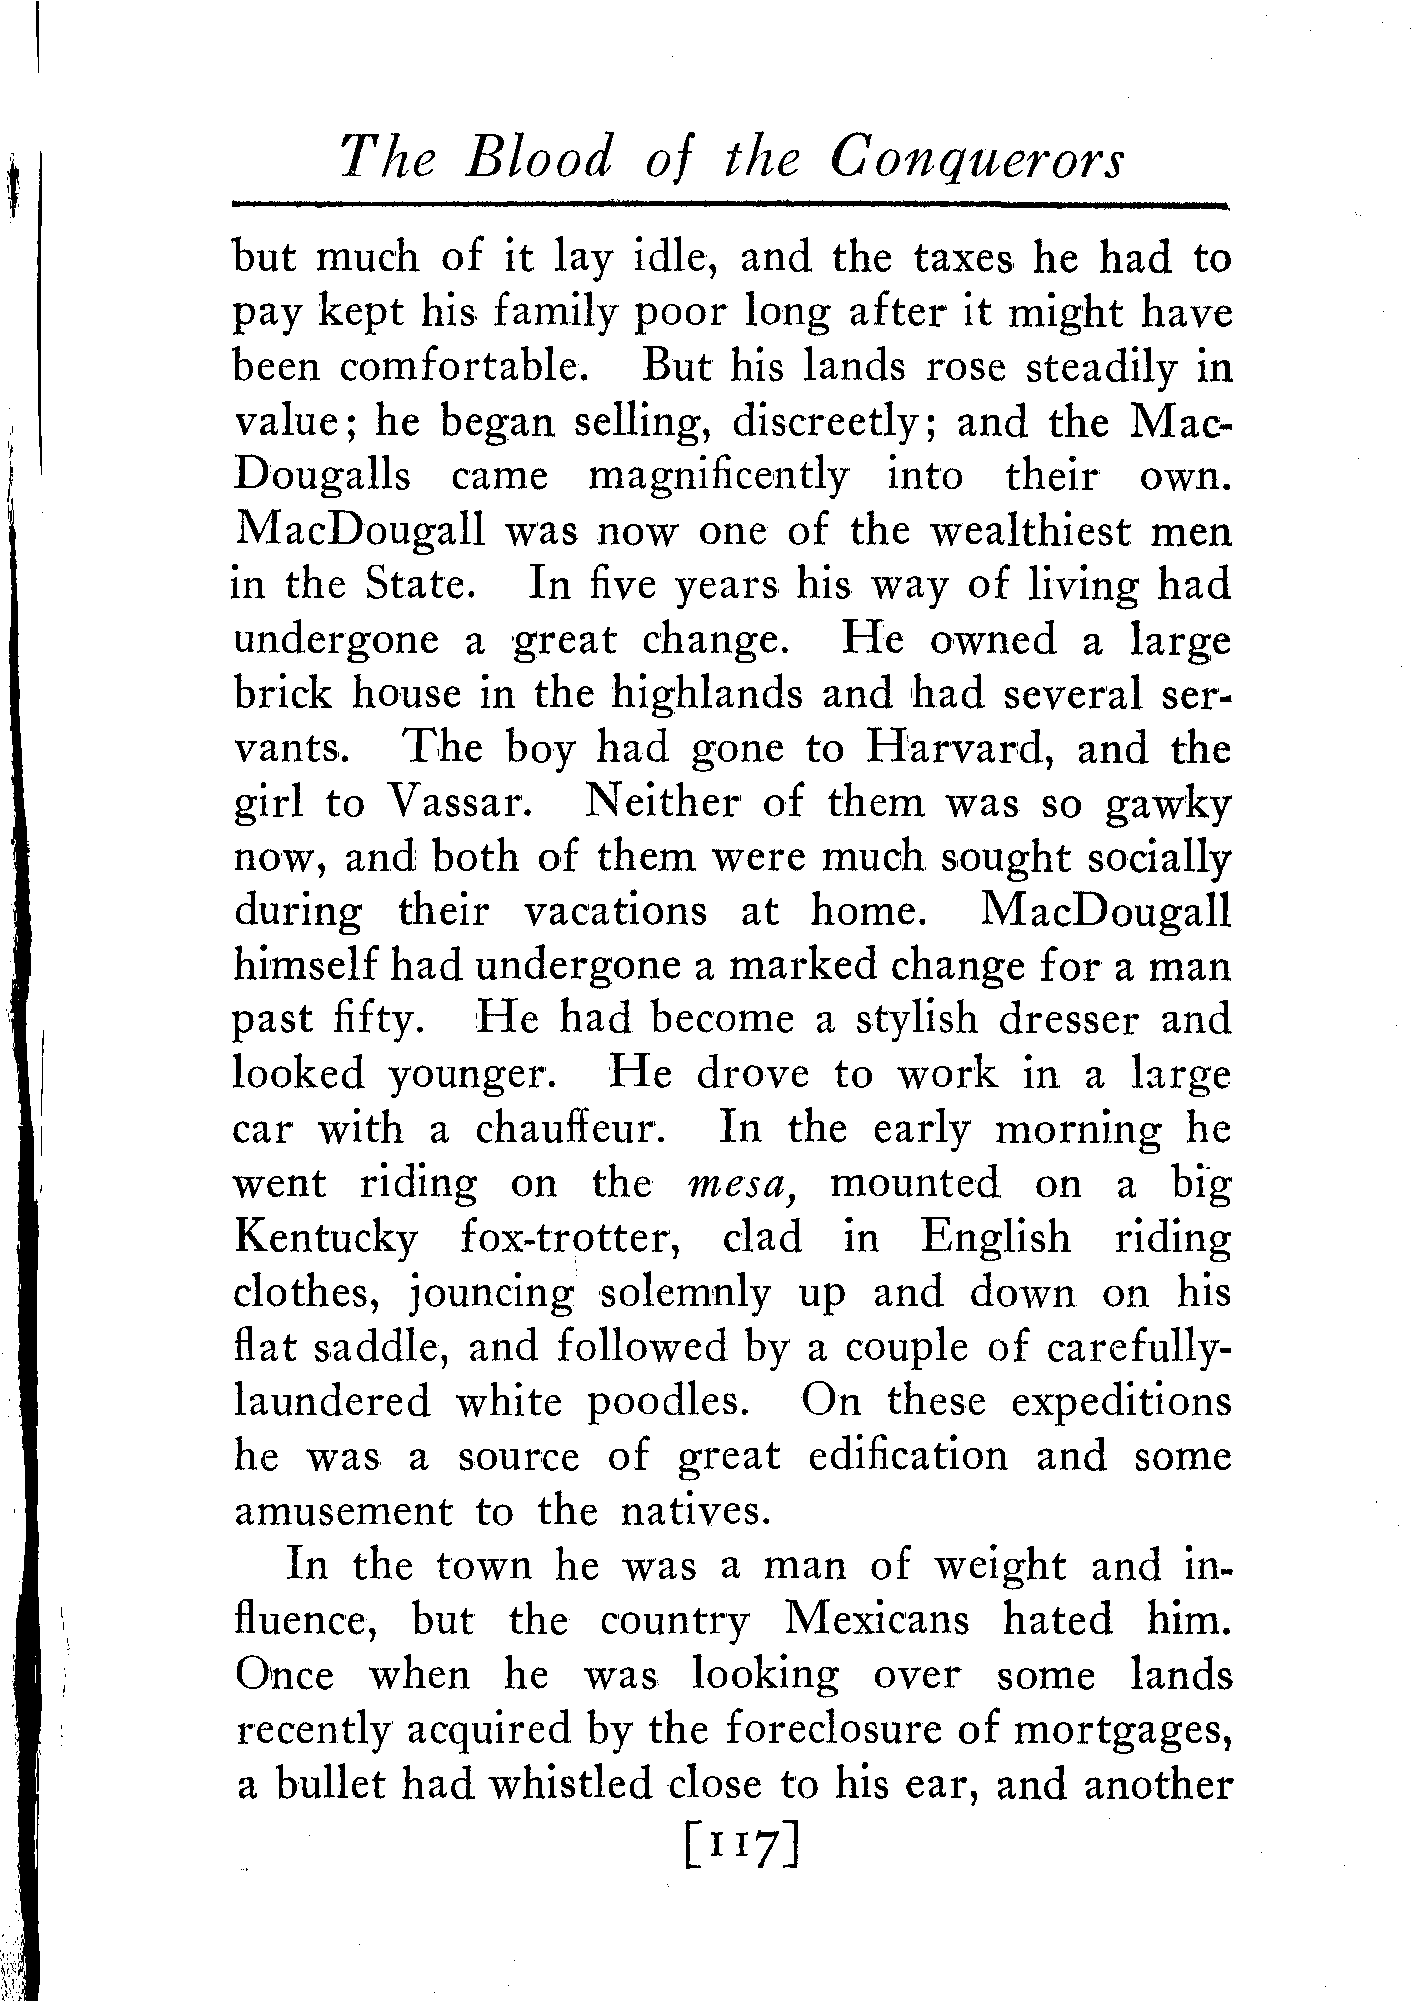 The Blood of the Conquerors
but much of it lay idle, and the taxes he had to
pay kept his family poor long after it might have
been comfortable. But his lands rose steadily in
value; he began selling, discreetly; and the Mac-
Dougalls came magnificently into their own.
MacDougall was now one of the wealthiest men
in the State. In five years his way of living had
undergone a great change. He owned a large
brick house in the highlands and had several ser-
vants. The boy had gone to Harvard, and the
girl to Vassar. Neither of them was so gawky
now, and both of them were much sought socially
during their vacations at home. MacDougall
himself had undergone a marked change for a man
past fifty. He had become a stylish dresser and
looked younger. He drove to work in a large
car with a chauffeur. In the early morning he
went riding on the mesa, mounted on a big
Kentucky fox-trotter, clad in English riding
clothes, jouncing solemnly up and down on his
flat saddle, and followed by a couple of carefully-
laundered white poodles. On these expeditions
he was a source of great edification and some
amusement to the natives.
In the town he was a man of weight and in-
fluence, but the country Mexicans hated him.
Once when he was looking over some lands
recently acquired by the foreclosure of mortgages,
a bullet had whistled close to his ear, and another
[117]